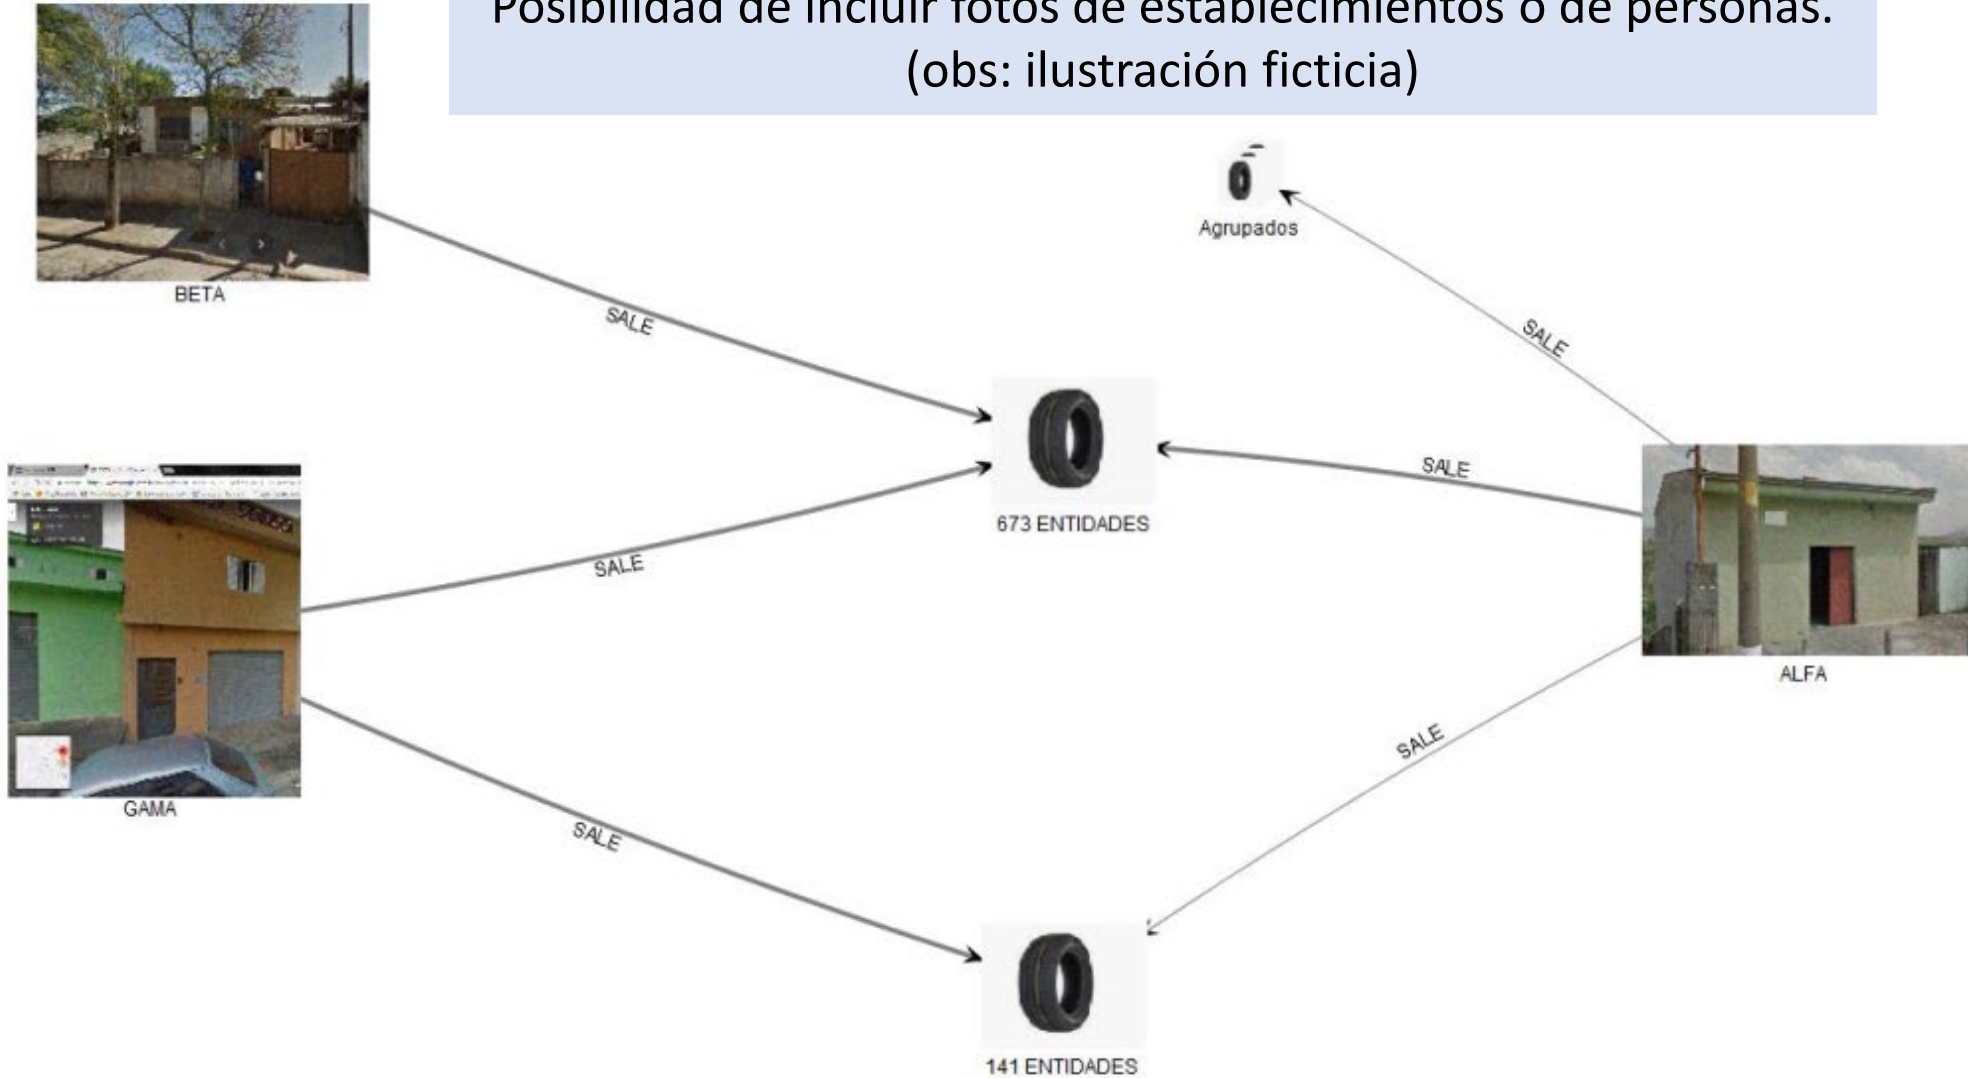 Posibilidad de incluir fotos de establecimientos o de personas.
(obs: ilustración ficticia)
Agrupados
BETA
SALE
SALE
673 ENTIDADES
SALE
SALE
ALFA
GAMA
SALE
SALE
141 ENTIDADES